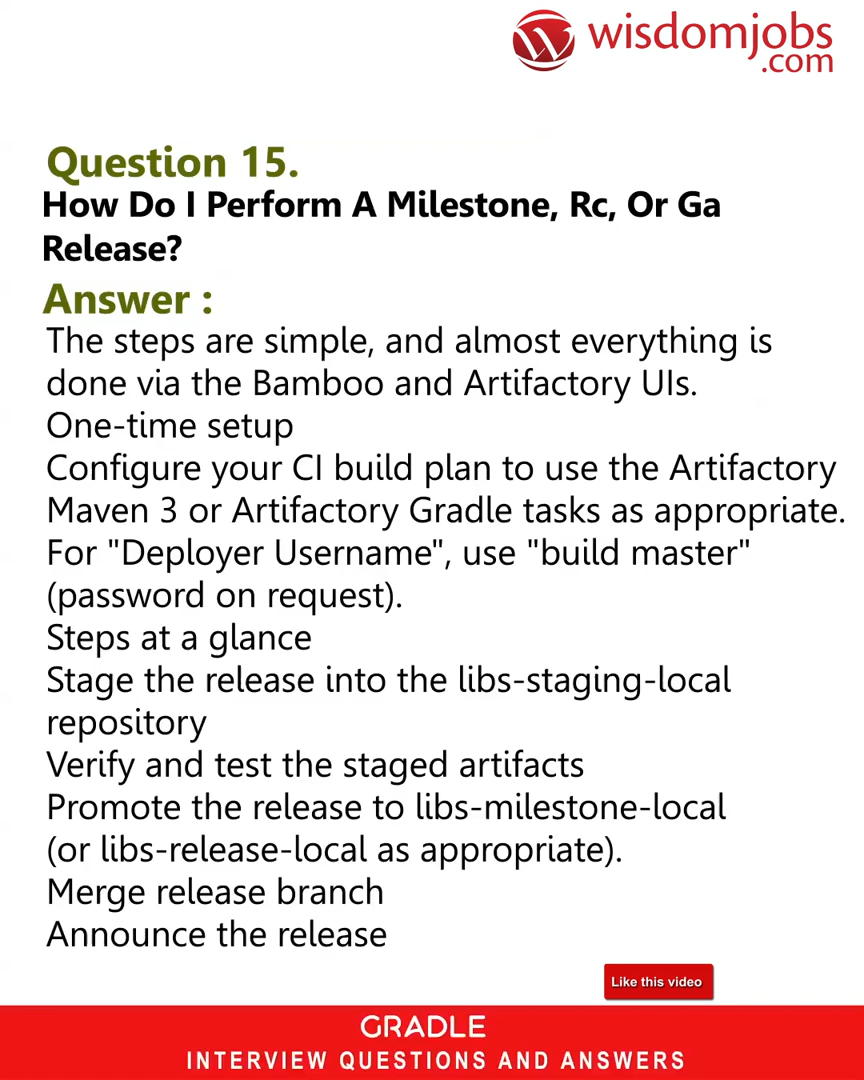 wisdomjobs
.com
Question 15.
How Do I Perform A Milestone, Rc, Or Ga
Release?
Answer :
The steps are simple, and almost everything is
done via the Bamboo and Artifactory UIs.
One-time setup
Configure your CI build plan to use the Artifactory
Maven 3 or Artifactory Gradle tasks as appropriate.
For "Deployer Username", use "build master"
(password on request).
Steps at a glance
Stage the release into the libs-staging-local
repository
Verify and test the staged artifacts
Promote the release to libs-milestone-local
(or libs-release-local as appropriate).
Merge release branch
Announce the release
Like this video
GRADLE
INTERVIEW QUESTIONS AND ANSWERS